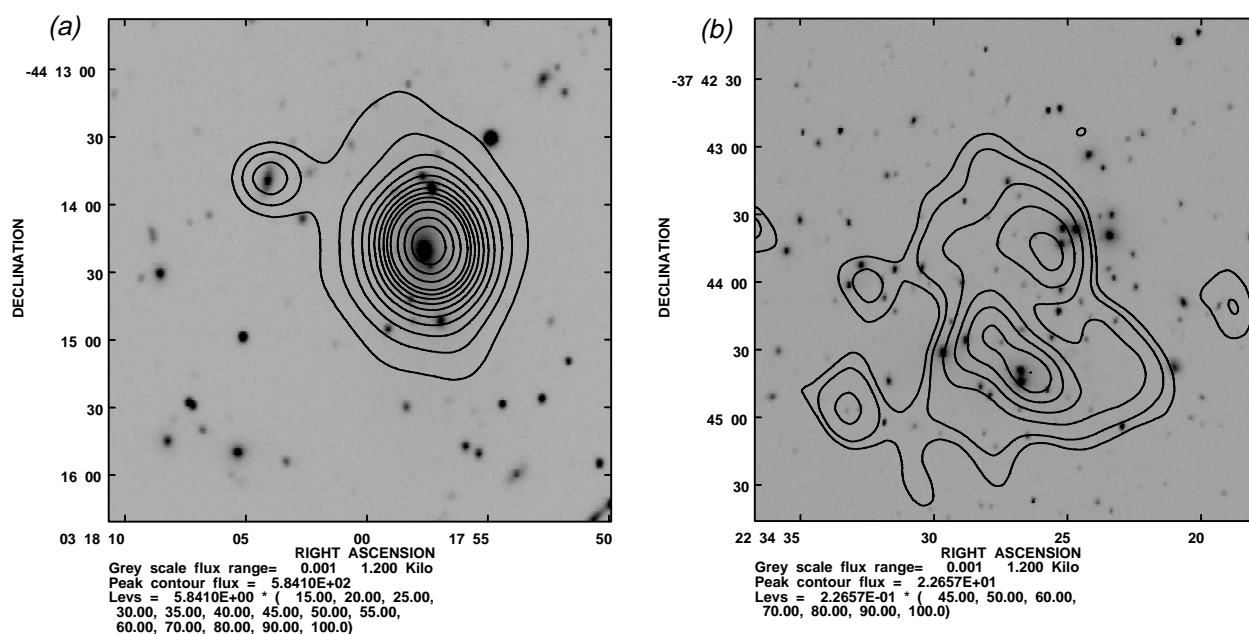 (a)
-44 13 00
30
14 00
30
15 00
30
16 00
DECLINATION
03 18 10 05 00 17 55 50
RIGHT ASCENSION
Grey scale flux range= 0.001 1.200 Kilo
Peak contour flux = 5.8410E+02
Levs = 5.8410E+00 * ( 15.00, 20.00, 25.00,
30.00, 35.00, 40.00, 45.00, 50.00, 55.00,
60.00, 70.00, 80.00, 90.00, 100.0)
(b)
-37 42 30
43 00
30
44 00
30
45 00
30
DECLINATION
22 34 35 30 25 20
RIGHT ASCENSION
Grey scale flux range= 0.001 1.200 Kilo
Peak contour flux = 2.2657E+01
Levs = 2.2657E-01 * ( 45.00, 50.00, 60.00,
70.00, 80.00, 90.00, 100.0)